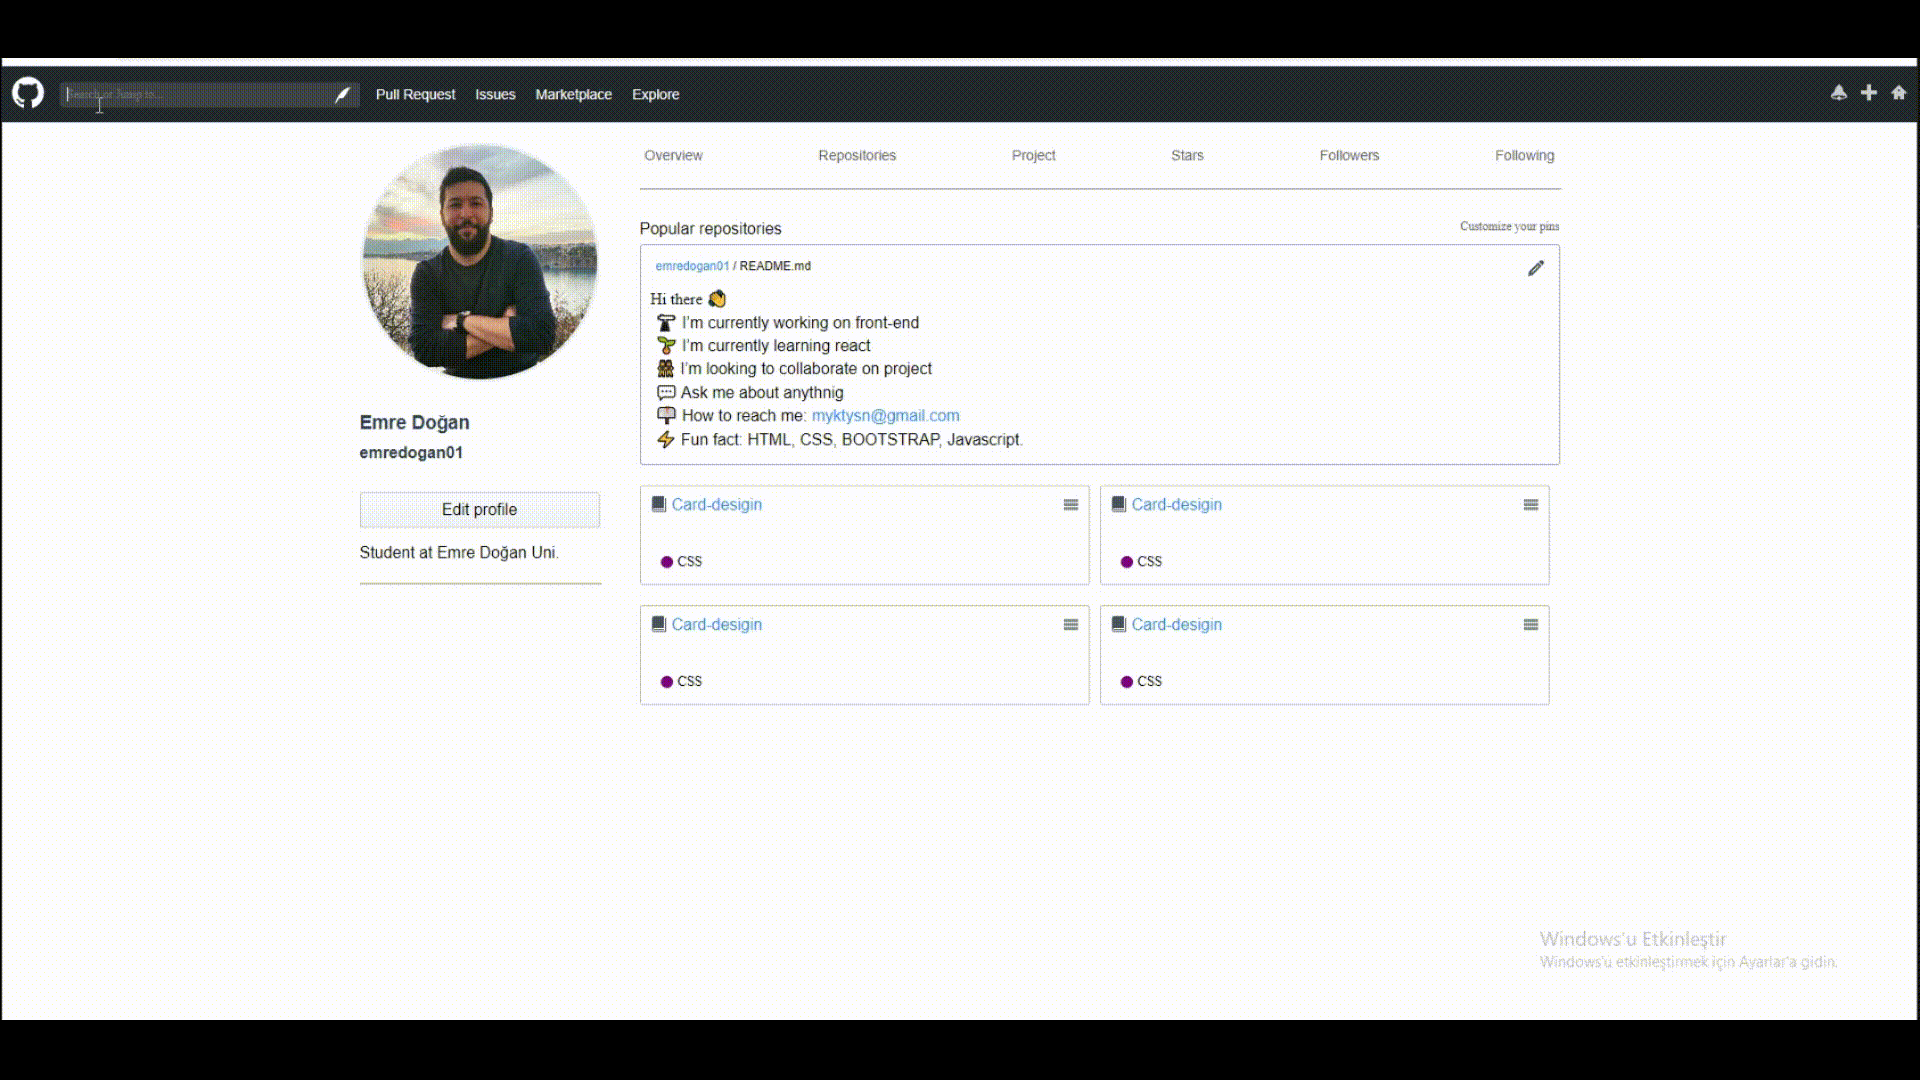 Search or Jump to...
Pull Request Issues Marketplace Explore
Overview Repositories Project Stars Followers Following
Popular repositories Customize your pins
emredogan01 / README.md
Hi there
I'm currently working on front-end
I'm currently learning react
I'm looking to collaborate on project
Ask me about anythnig
How to reach me: myktysn@gmail.com
Fun fact: HTML, CSS, BOOTSTRAP, Javascript.
Emre Doğan
emredogan01
Edit profile
Student at Emre Doğan Uni.
Card-desigin
CSS
Card-desigin
CSS
Card-desigin
CSS
Card-desigin
CSS
Windows'u Etkinleştir
Windows'u etkinleştirmek için Ayarlar'a gidin.